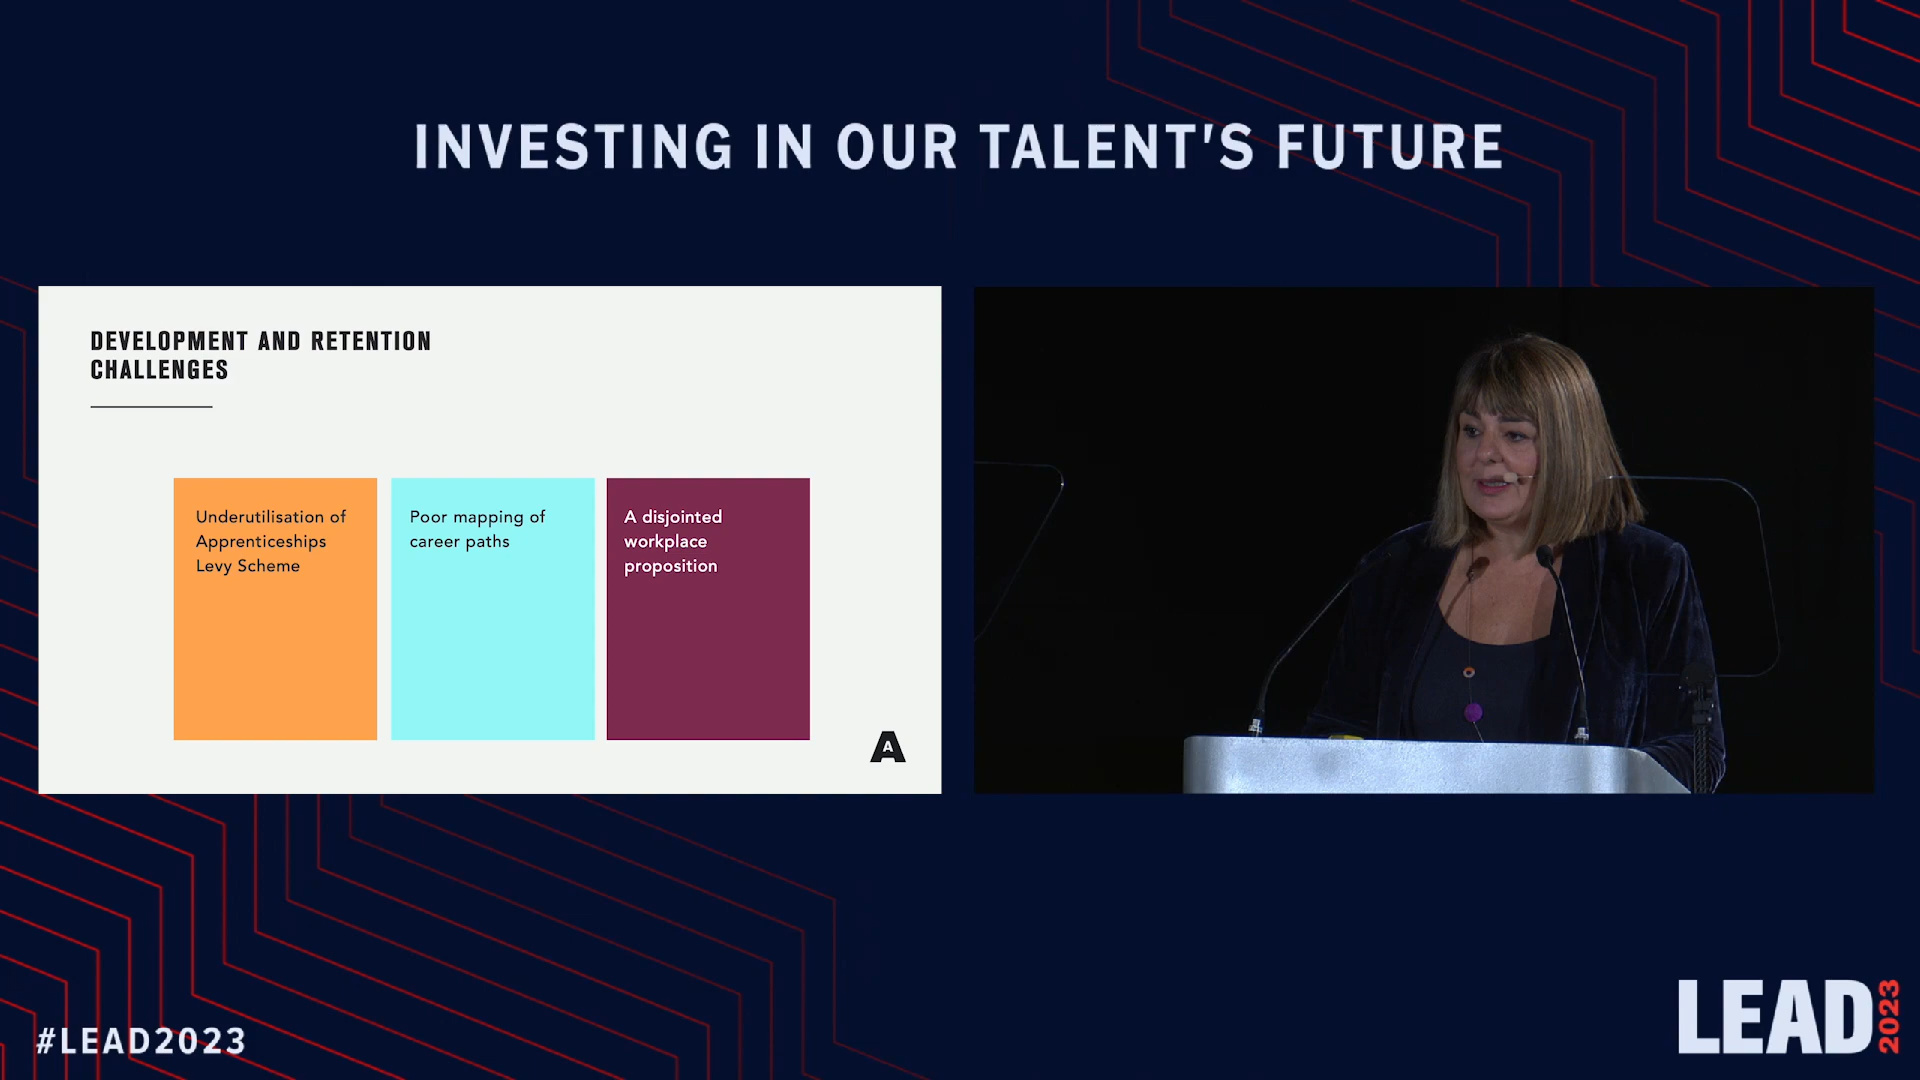 INVESTING IN OUR TALENT'S FUTURE
DEVELOPMENT AND RETENTION
CHALLENGES
Underutilisation of
Apprenticeships
Levy Scheme
Poor mapping of
career paths
A disjointed
workplace
proposition
A
#LEAD2023
LEAD 2023